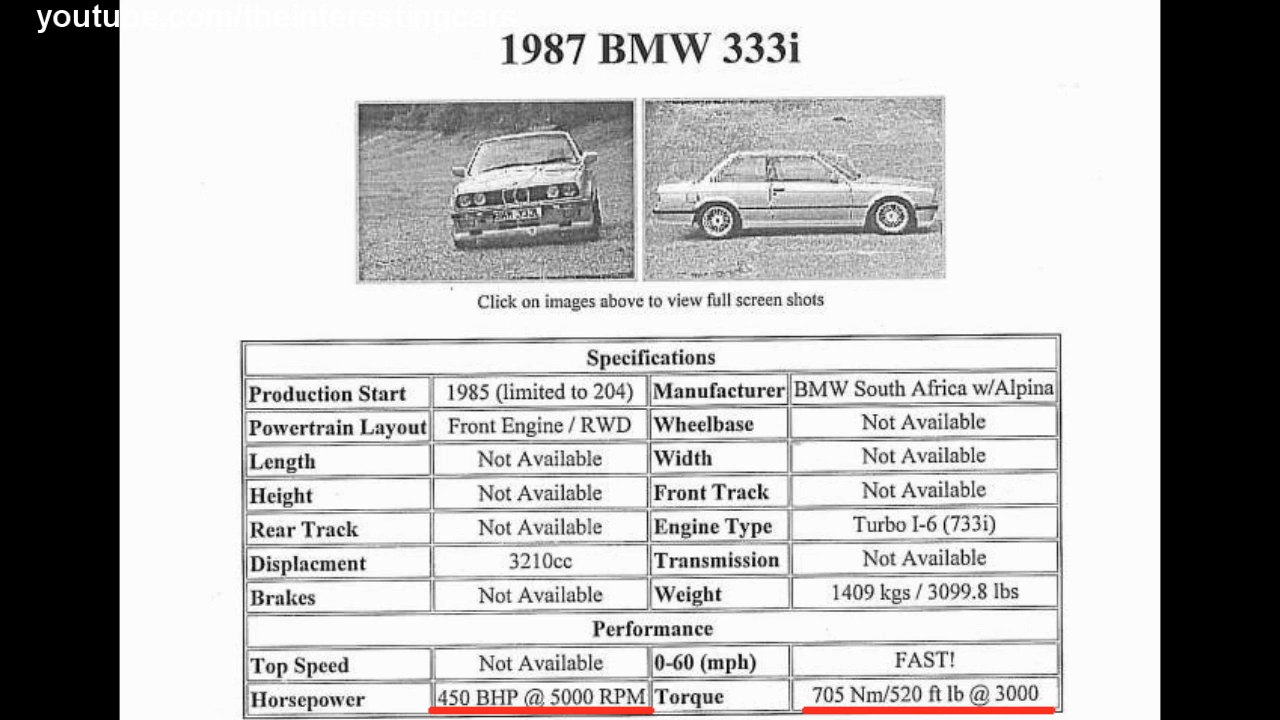 youtube.com/theinterestingcars
1987 BMW 333i
Click on images above to view full screen shots
Specifications
Production Start 1985 (limited to 204) Manufacturer BMW South Africa w/Alpina
Powertrain Layout Front Engine / RWD Wheelbase Not Available
Length Not Available Width Not Available
Height Not Available Front Track Not Available
Rear Track Not Available Engine Type Turbo I-6 (733i)
Displacment 3210cc Transmission Not Available
Brakes Not Available Weight 1409 kgs / 3099.8 lbs
Performance
Top Speed Not Available 0-60 (mph) FAST!
Horsepower 450 BHP @ 5000 RPM Torque 705 Nm/520 ft lb @ 3000